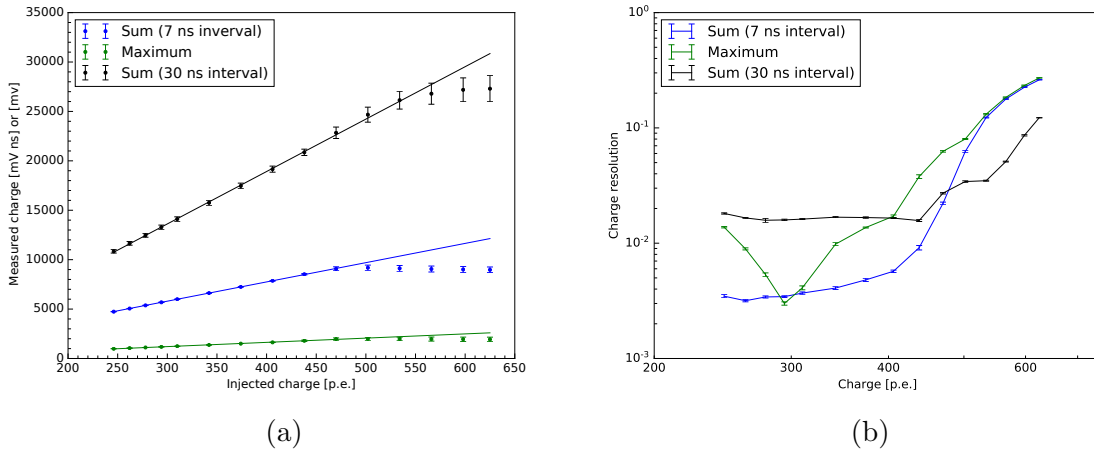 35000
30000
25000
20000
15000
10000
5000
0
Measured charge [mV ns] or [mv]
Sum (7 ns inverval)
Maximum
Sum (30 ns interval)
200 250 300 350 400 450 500 550 600 650
Injected charge [p.e.]
(a)
10^0
10^-1
10^-2
10^-3
Charge resolution
Sum (7 ns interval)
Maximum
Sum (30 ns interval)
200 300 400 600
Charge [p.e.]
(b)